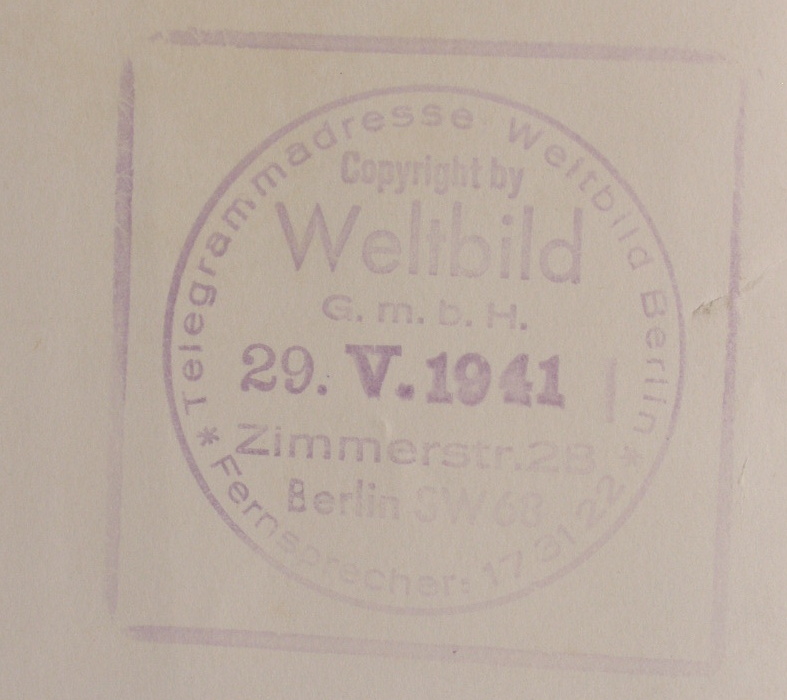 Telegrammadresse Weltbild Berlin
Copyright by
Weltbild
G. m. b. H.
29. V. 1941
Zimmerstr. 28
Berlin SW 68
* Fernsprecher: 17 31 22 *